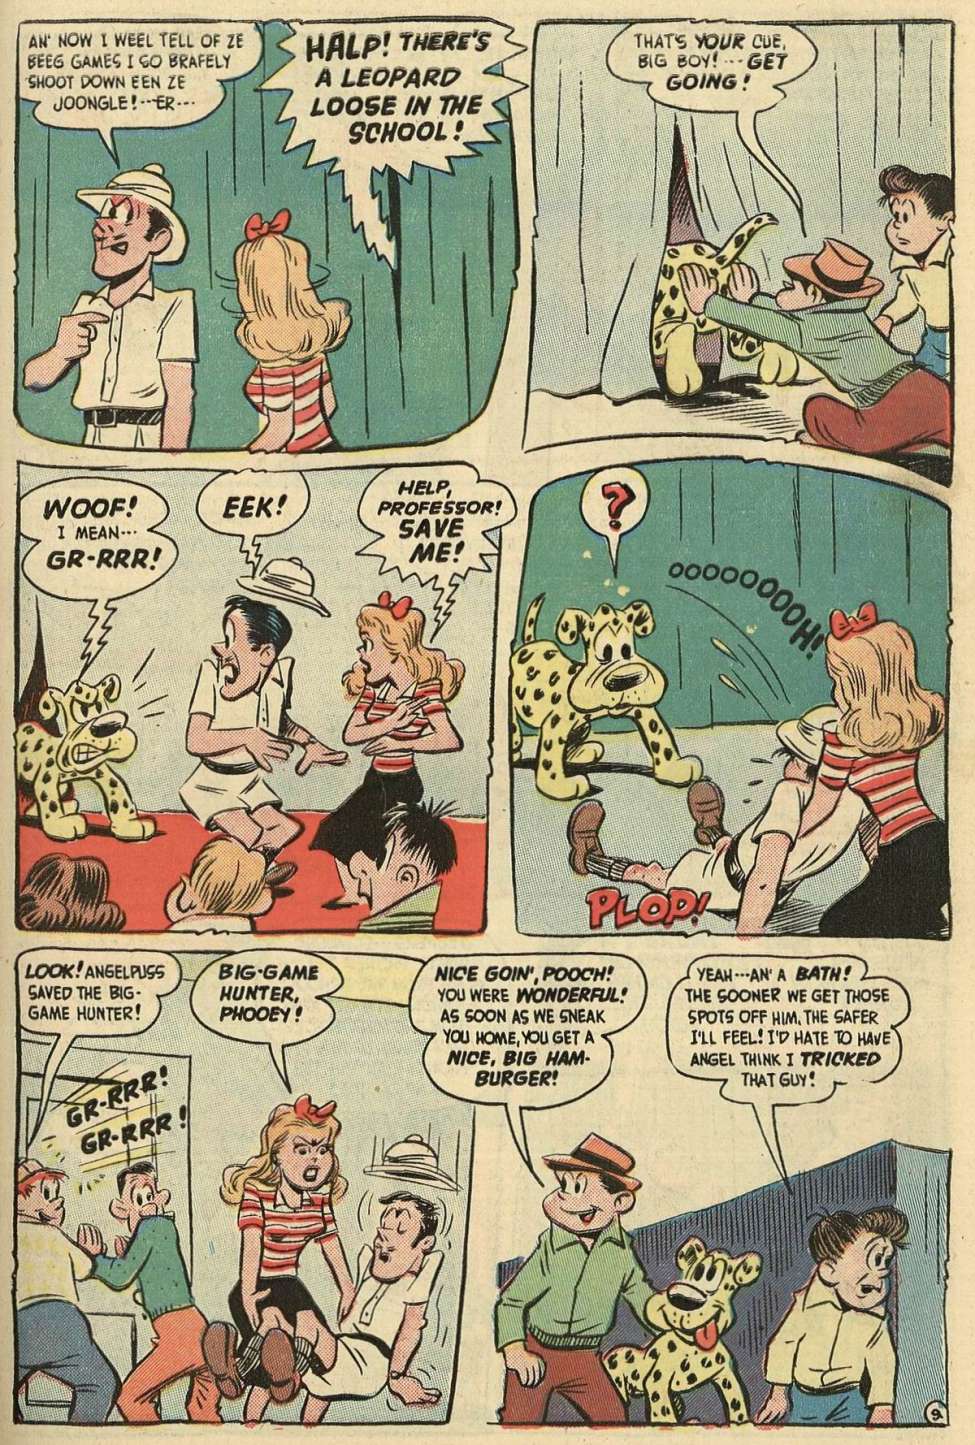 AN' NOW I WEEL TELL OF ZE
BEEG GAMES I SO BRAFELY
SHOOT DOWN EEN ZE
JOONGLE!--ER---
HALP! THERE'S
A LEOPARD
LOOSE IN THE
SCHOOL!
THAT'S YOUR CUE,
BIG BOY!---GET
GOING!
WOOF!
I MEAN---
GR-RRR!
EEK!
HELP,
PROFESSOR!
SAVE
ME!
?
OOOOOOOOOH!
PLOP!
LOOK! ANGELPUSS
SAVED THE BIG-
GAME HUNTER!
GR-RRR!
GR-RRR!
BIG-GAME
HUNTER,
PHOOEY!
NICE GOIN', POOCH!
YOU WERE WONDERFUL!
AS SOON AS WE SNEAK
YOU HOME, YOU GET A
NICE, BIG HAM-
BURGER!
YEAH---AN' A BATH!
THE SOONER WE GET THOSE
SPOTS OFF HIM, THE SAFER
I'LL FEEL! I'D HATE TO HAVE
ANGEL THINK I TRICKED
THAT GUY!
9